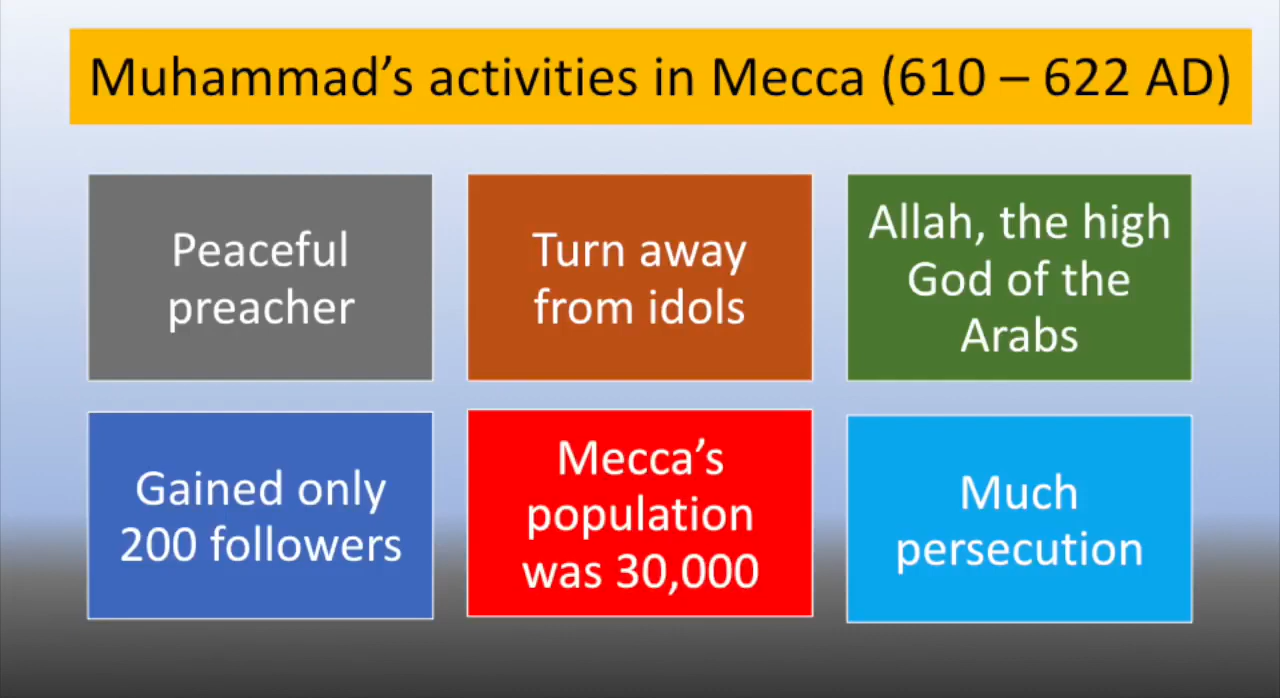 Muhammad’s activities in Mecca (610 – 622 AD)
Peaceful
preacher
Turn away
from idols
Allah, the high
God of the
Arabs
Gained only
200 followers
Mecca’s
population
was 30,000
Much
persecution